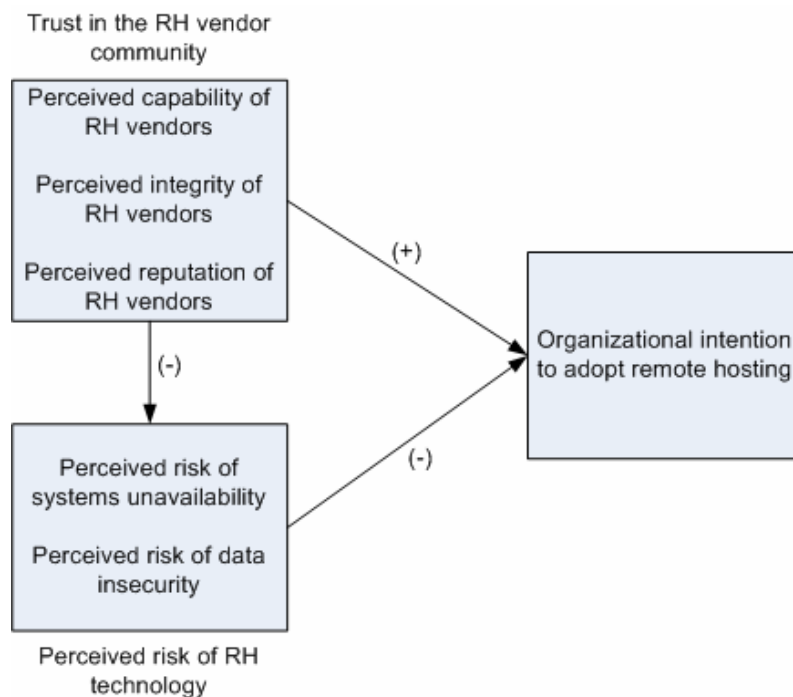 Trust in the RH vendor
community
Perceived capability of
RH vendors
Perceived integrity of
RH vendors
Perceived reputation of
RH vendors
(+)
(-)
Organizational intention
to adopt remote hosting
(-)
Perceived risk of
systems unavailability
Perceived risk of data
insecurity
Perceived risk of RH
technology